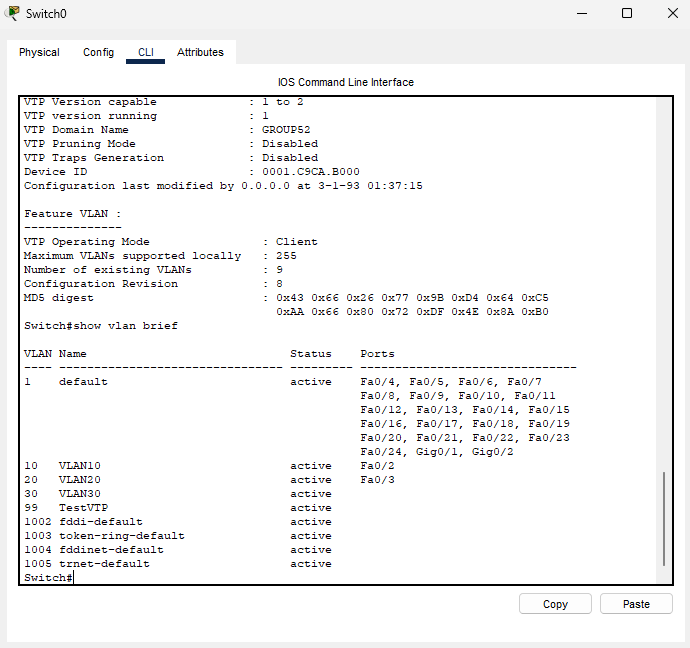 Switch0
Physical Config CLI Attributes
IOS Command Line Interface
VTP Version capable : 1 to 2
VTP version running : 1
VTP Domain Name : GROUP52
VTP Pruning Mode : Disabled
VTP Traps Generation : Disabled
Device ID : 0001.C9CA.B000
Configuration last modified by 0.0.0.0 at 3-1-93 01:37:15
Feature VLAN :
--------------
VTP Operating Mode : Client
Maximum VLANs supported locally : 255
Number of existing VLANs : 9
Configuration Revision : 8
MD5 digest : 0x43 0x66 0x26 0x77 0x9B 0xD4 0x64 0xC5
0xAA 0x66 0x80 0x72 0xDF 0x4E 0x8A 0xB0
Switch#show vlan brief
VLAN Name Status Ports
---- -------------------------------- --------- -------------------------------
1 default active Fa0/4, Fa0/5, Fa0/6, Fa0/7
Fa0/8, Fa0/9, Fa0/10, Fa0/11
Fa0/12, Fa0/13, Fa0/14, Fa0/15
Fa0/16, Fa0/17, Fa0/18, Fa0/19
Fa0/20, Fa0/21, Fa0/22, Fa0/23
Fa0/24, Gig0/1, Gig0/2
10 VLAN10 active Fa0/2
20 VLAN20 active Fa0/3
30 VLAN30 active
99 TestVTP active
1002 fddi-default active
1003 token-ring-default active
1004 fddinet-default active
1005 trnet-default active
Switch#
Copy Paste